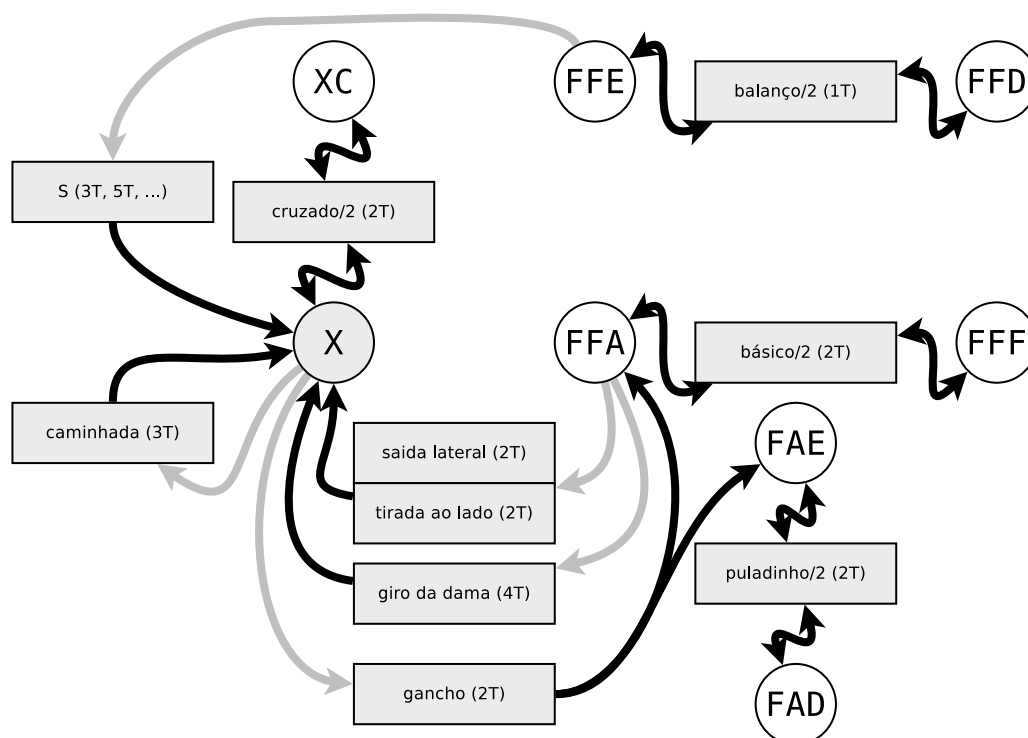 XC
FFE
balanço/2 (1T)
FFD
S (3T, 5T, ...)
cruzado/2 (2T)
X
FFA
básico/2 (2T)
FFF
caminhada (3T)
saida lateral (2T)
FAE
tirada ao lado (2T)
puladinho/2 (2T)
giro da dama (4T)
gancho (2T)
FAD